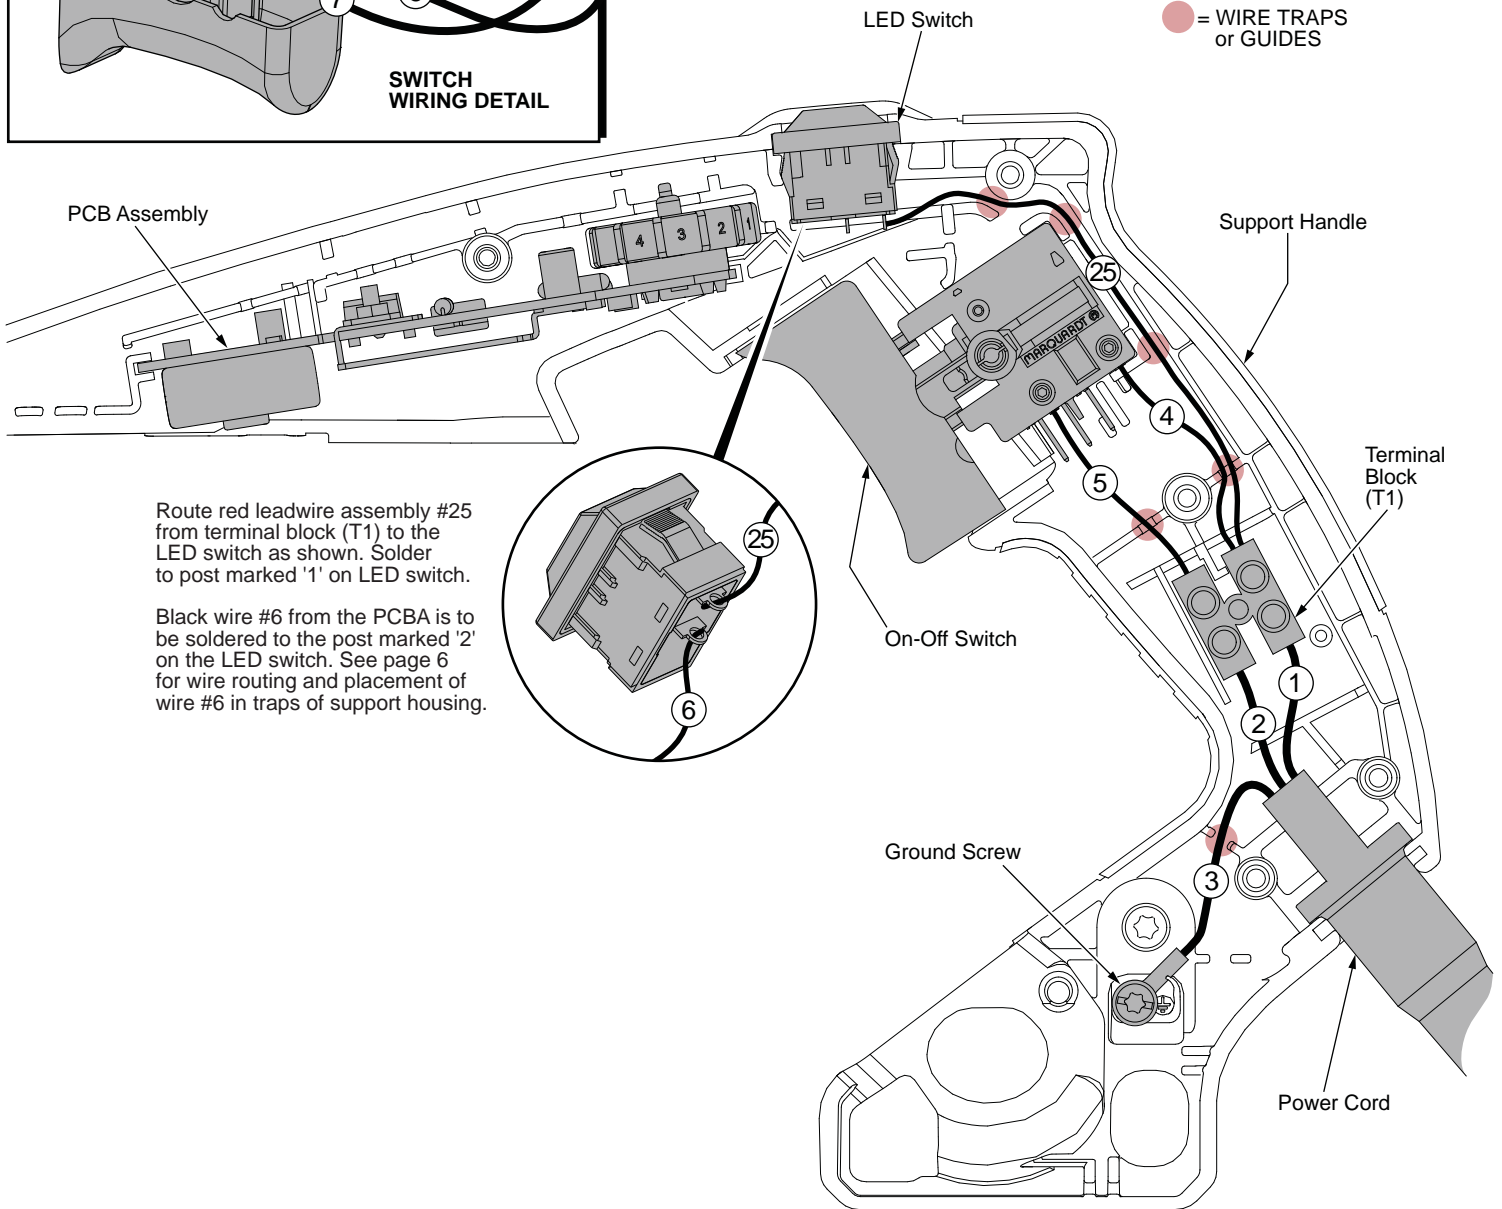 7
SWITCH
WIRING DETAIL
LED Switch
= WIRE TRAPS
or GUIDES
PCB Assembly
4 3 2 1
Support Handle
25
MARQUARDT
4
5
Terminal
Block
(T1)
Route red leadwire assembly #25
from terminal block (T1) to the
LED switch as shown. Solder
to post marked '1' on LED switch.
25
Black wire #6 from the PCBA is to
be soldered to the post marked '2'
on the LED switch. See page 6
for wire routing and placement of
wire #6 in traps of support housing.
6
On-Off Switch
1
2
Ground Screw
3
Power Cord